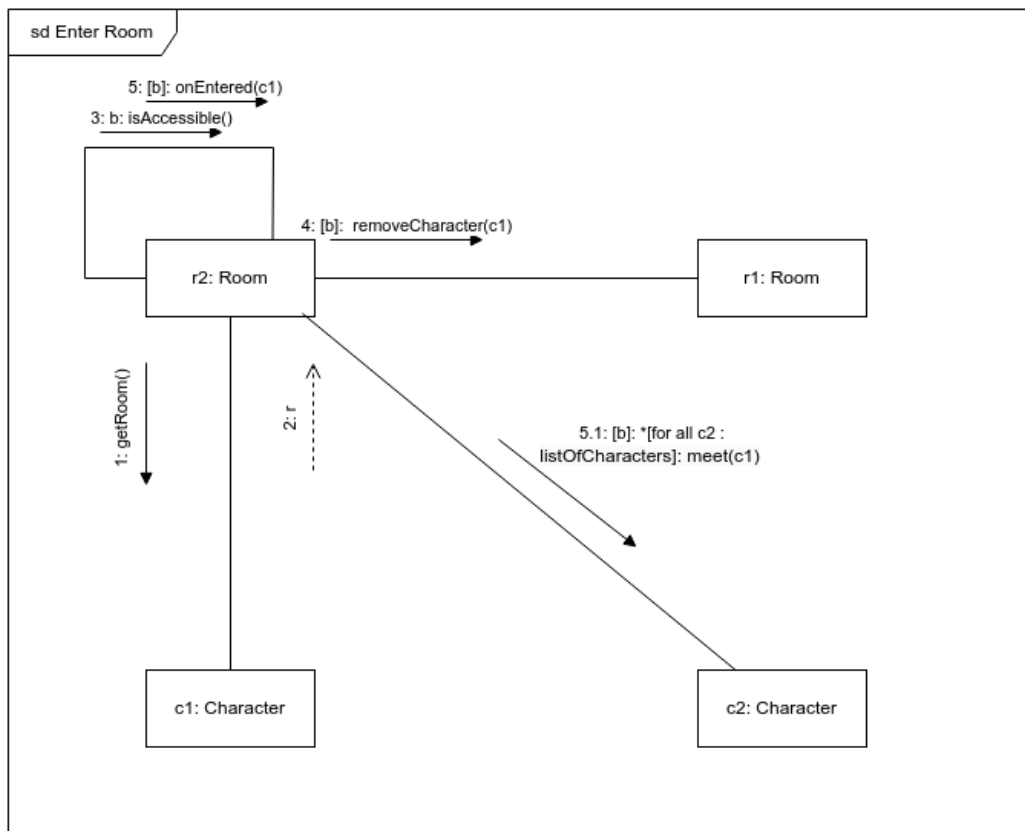 sd Enter Room
5: [b]: onEntered(c1)
3: b: isAccessible()
4: [b]:  removeCharacter(c1)
r2: Room
r1: Room
1: getRoom()
2: r
5.1: [b]: *[for all c2 :
listOfCharacters]: meet(c1)
c1: Character
c2: Character